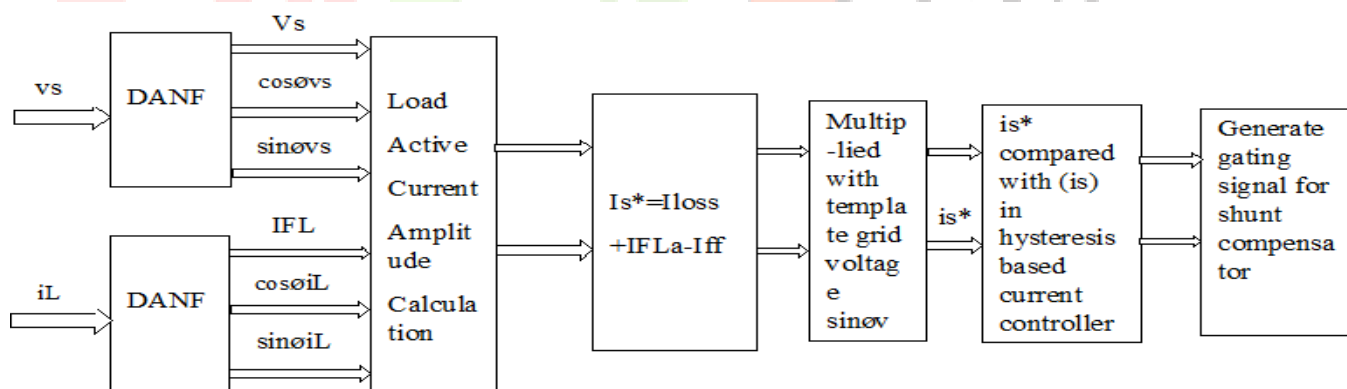 Vs
vs
DANF
cosøvs
sinøvs
IFL
iL
DANF
cosøiL
sinøiL
Load
Active
Current
Amplit
ude
Calcula
tion
Is*=Iloss
+IFLa-Iff
Multip
-lied
with
templa
te grid
voltag
e
sinøv
is*
is*
compared
with (is)
in
hysteresis
based
current
controller
Generate
gating
signal for
shunt
compensa
tor